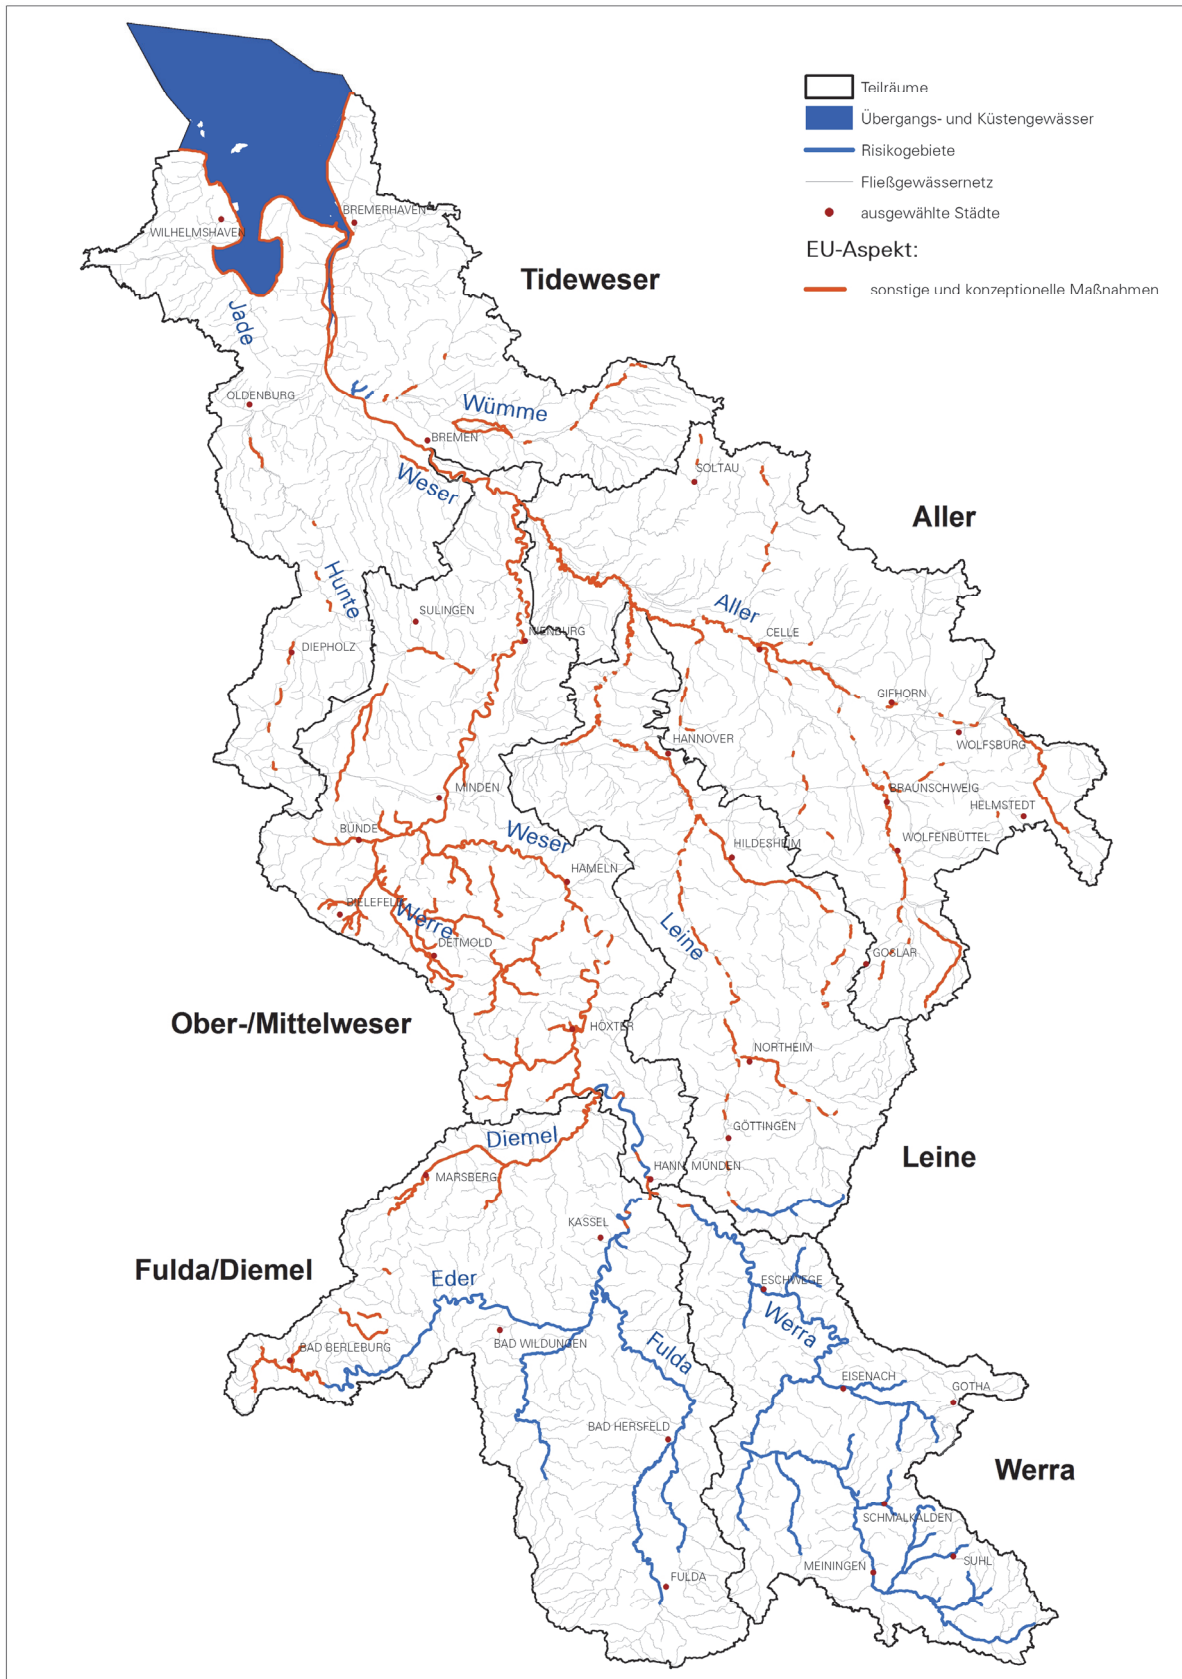 Teilräume
Übergangs- und Küstengewässer
Risikogebiete
Fließgewässernetz
ausgewählte Städte
EU-Aspekt:
sonstige und konzeptionelle Maßnahmen
BREMERHAVEN
WILHELMSHAVEN
Tideweser
Jade
OLDENBURG
Wümme
BREMEN
Weser
SOLTAU
Aller
Hunte
SULINGEN
Aller
NIENBURG
CELLE
DIEPHOLZ
GIFHORN
HANNOVER
WOLFSBURG
MINDEN
BRAUNSCHWEIG
HELMSTEDT
BÜNDE
Weser
HILDESHEIM
WOLFENBÜTTEL
HAMELN
BIELEFELD
Werre
Leine
DETMOLD
GOSLAR
Ober-/Mittelweser
HÖXTER
NORTHEIM
GÖTTINGEN
Diemel
Leine
HANN. MÜNDEN
MARSBERG
KASSEL
Fulda/Diemel
Eder
ESCHWEGE
Werra
BAD BERLEBURG
BAD WILDUNGEN
Fulda
EISENACH
GOTHA
BAD HERSFELD
Werra
SCHMALKALDEN
MEININGEN
SUHL
FULDA